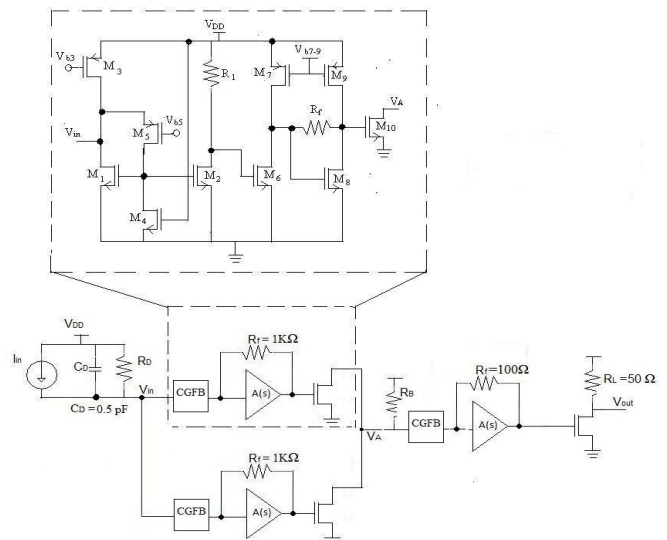 VDD
Vb3
M3
R1
M7
Vb7-9
M9
Vin
M5
Vb5
Rf
VA
M10
M1
M2
M6
M8
M4
VDD
Iin
CD
RD
Vin
CD = 0.5 pF
Rf = 1KΩ
CGFB
A(s)
RB
VA
CGFB
Rf = 100Ω
A(s)
RL = 50 Ω
Vout
Rf = 1KΩ
CGFB
A(s)